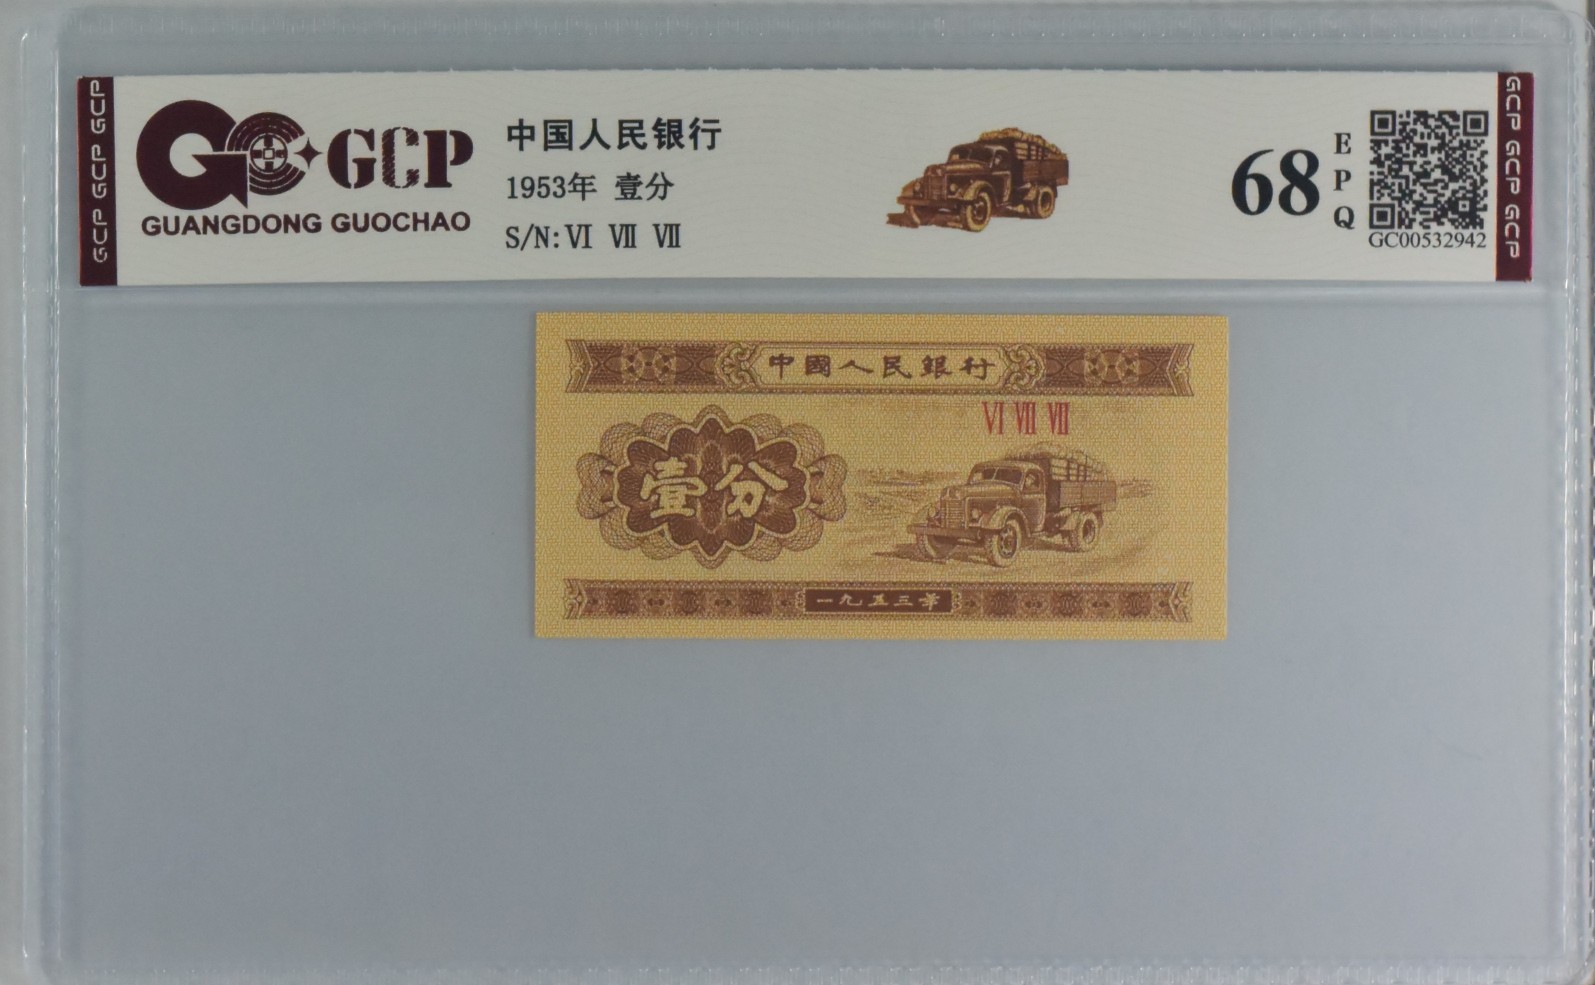 GCP GCP GCP
GCP
GUANGDONG GUOCHAO
中国人民银行
1953年 壹分
S/N: VI VII VII
68
EPQ
GC00532942
GCP GCP GCP
中國人民銀行
VI VII VII
壹分
一九五三年